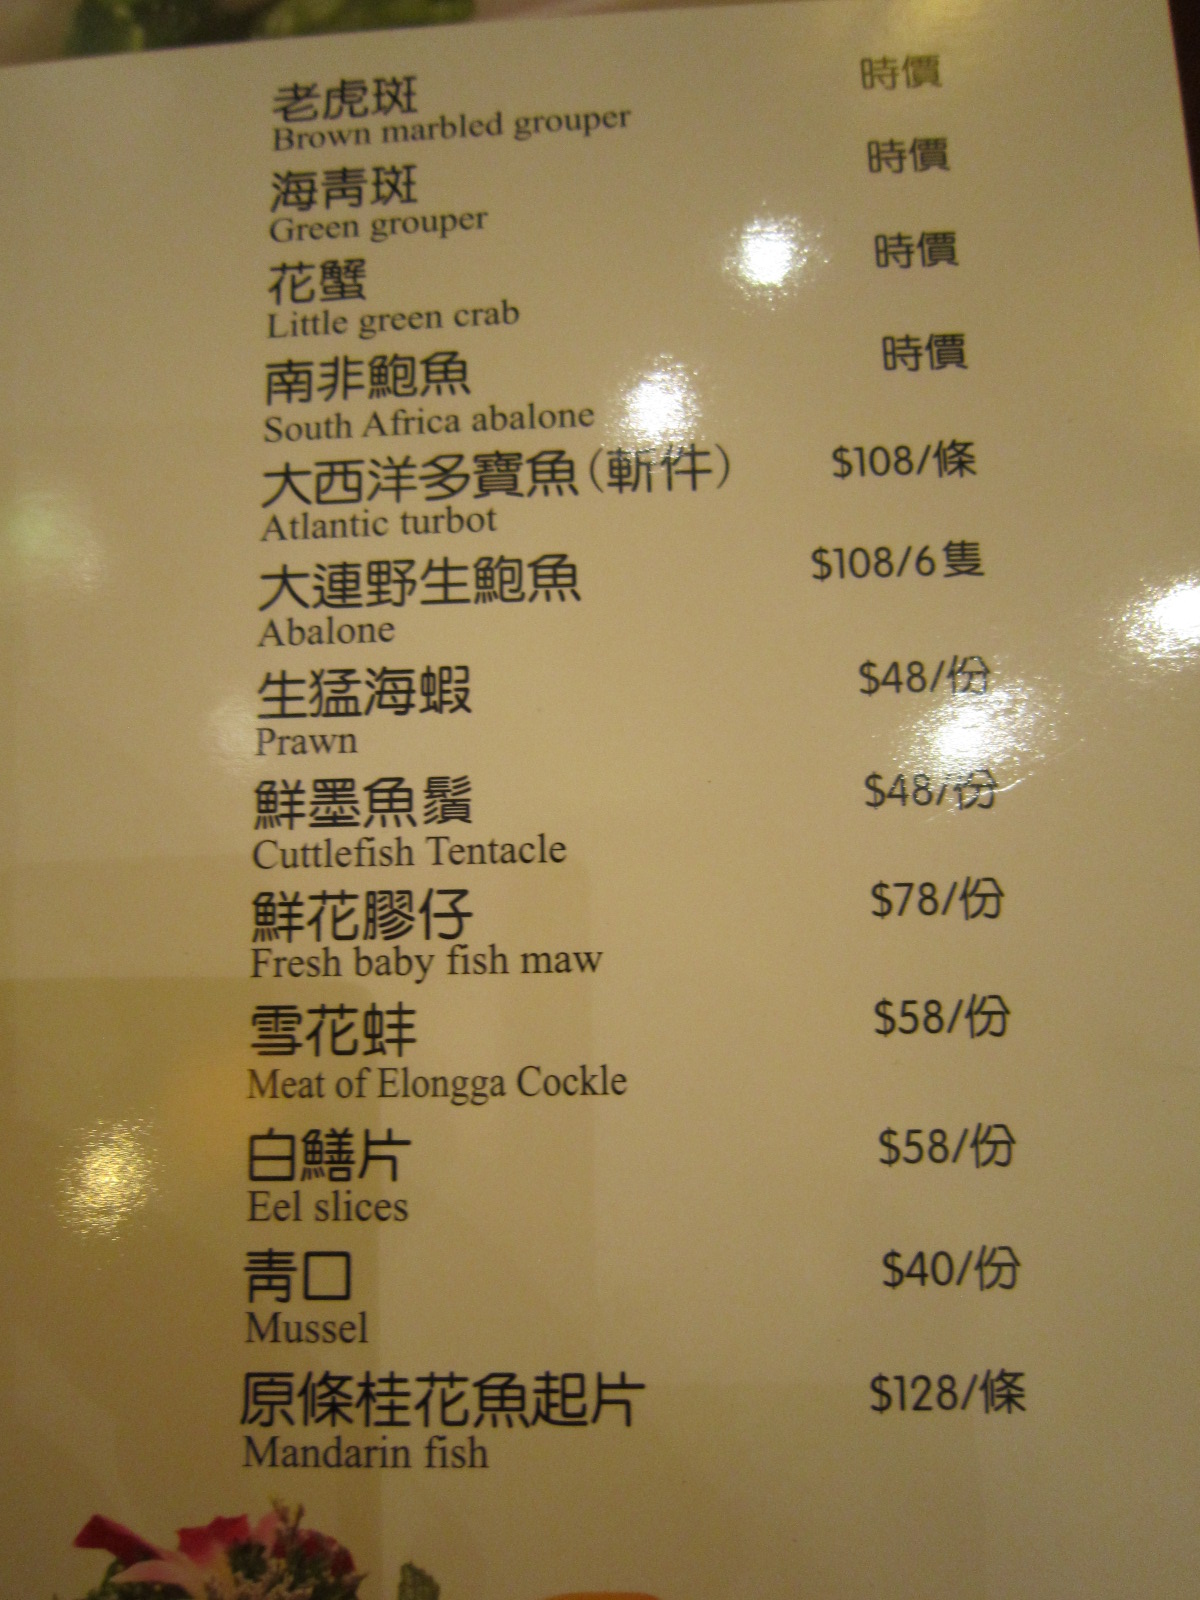 老虎斑 時價
Brown marbled grouper
海青斑 時價
Green grouper
花蟹 時價
Little green crab
南非鮑魚 時價
South Africa abalone
大西洋多寶魚(斬件) $108/條
Atlantic turbot
大連野生鮑魚 $108/6隻
Abalone
生猛海蝦 $48/份
Prawn
鮮墨魚鬚 $48/份
Cuttlefish Tentacle
鮮花膠仔 $78/份
Fresh baby fish maw
雪花蚌 $58/份
Meat of Elongga Cockle
白鱔片 $58/份
Eel slices
青口 $40/份
Mussel
原條桂花魚起片 $128/條
Mandarin fish